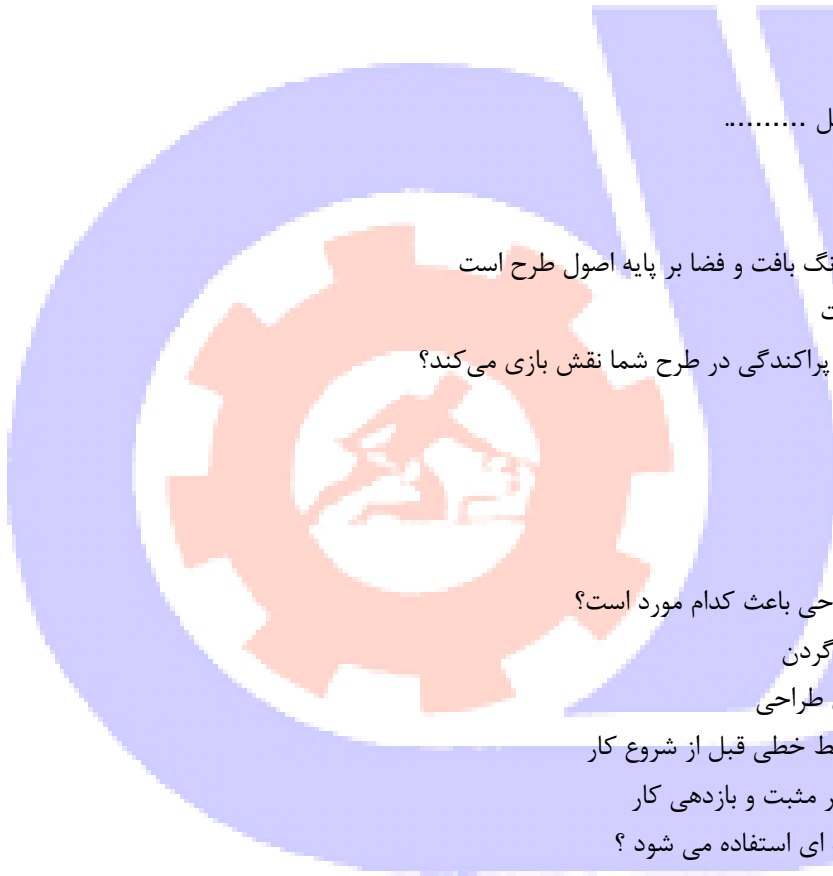 ل ..........
نگ بافت و فضا بر پایه اصول طرح است
ت
پراکندگی در طرح شما نقش بازی می‌کند؟
حی باعث کدام مورد است؟
گردن
طراحی
ط خطی قبل از شروع کار
ر مثبت و بازدهی کار
ای استفاده می شود ؟